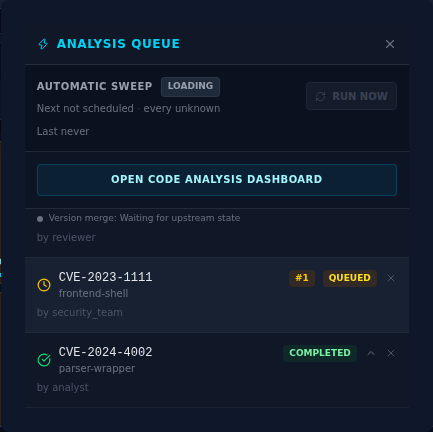 ANALYSIS QUEUE
AUTOMATIC SWEEP LOADING
Next not scheduled · every unknown
RUN NOW
Last never
OPEN CODE ANALYSIS DASHBOARD
Version merge: Waiting for upstream state
by reviewer
CVE-2023-1111 #1 QUEUED
frontend-shell
by security_team
CVE-2024-4002 COMPLETED
parser-wrapper
by analyst